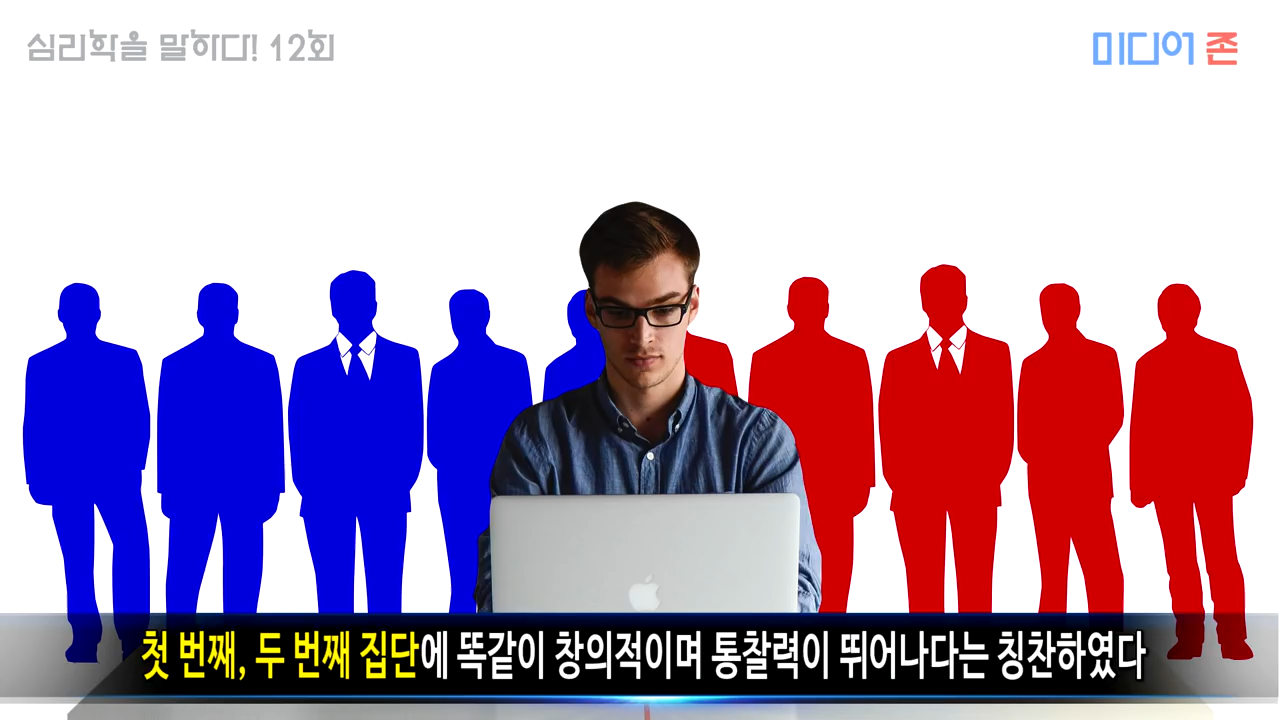 심리학을 말하다! 12회
미디어 존
첫 번째, 두 번째 집단에 똑같이 창의적이며 통찰력이 뛰어나다는 칭찬하였다